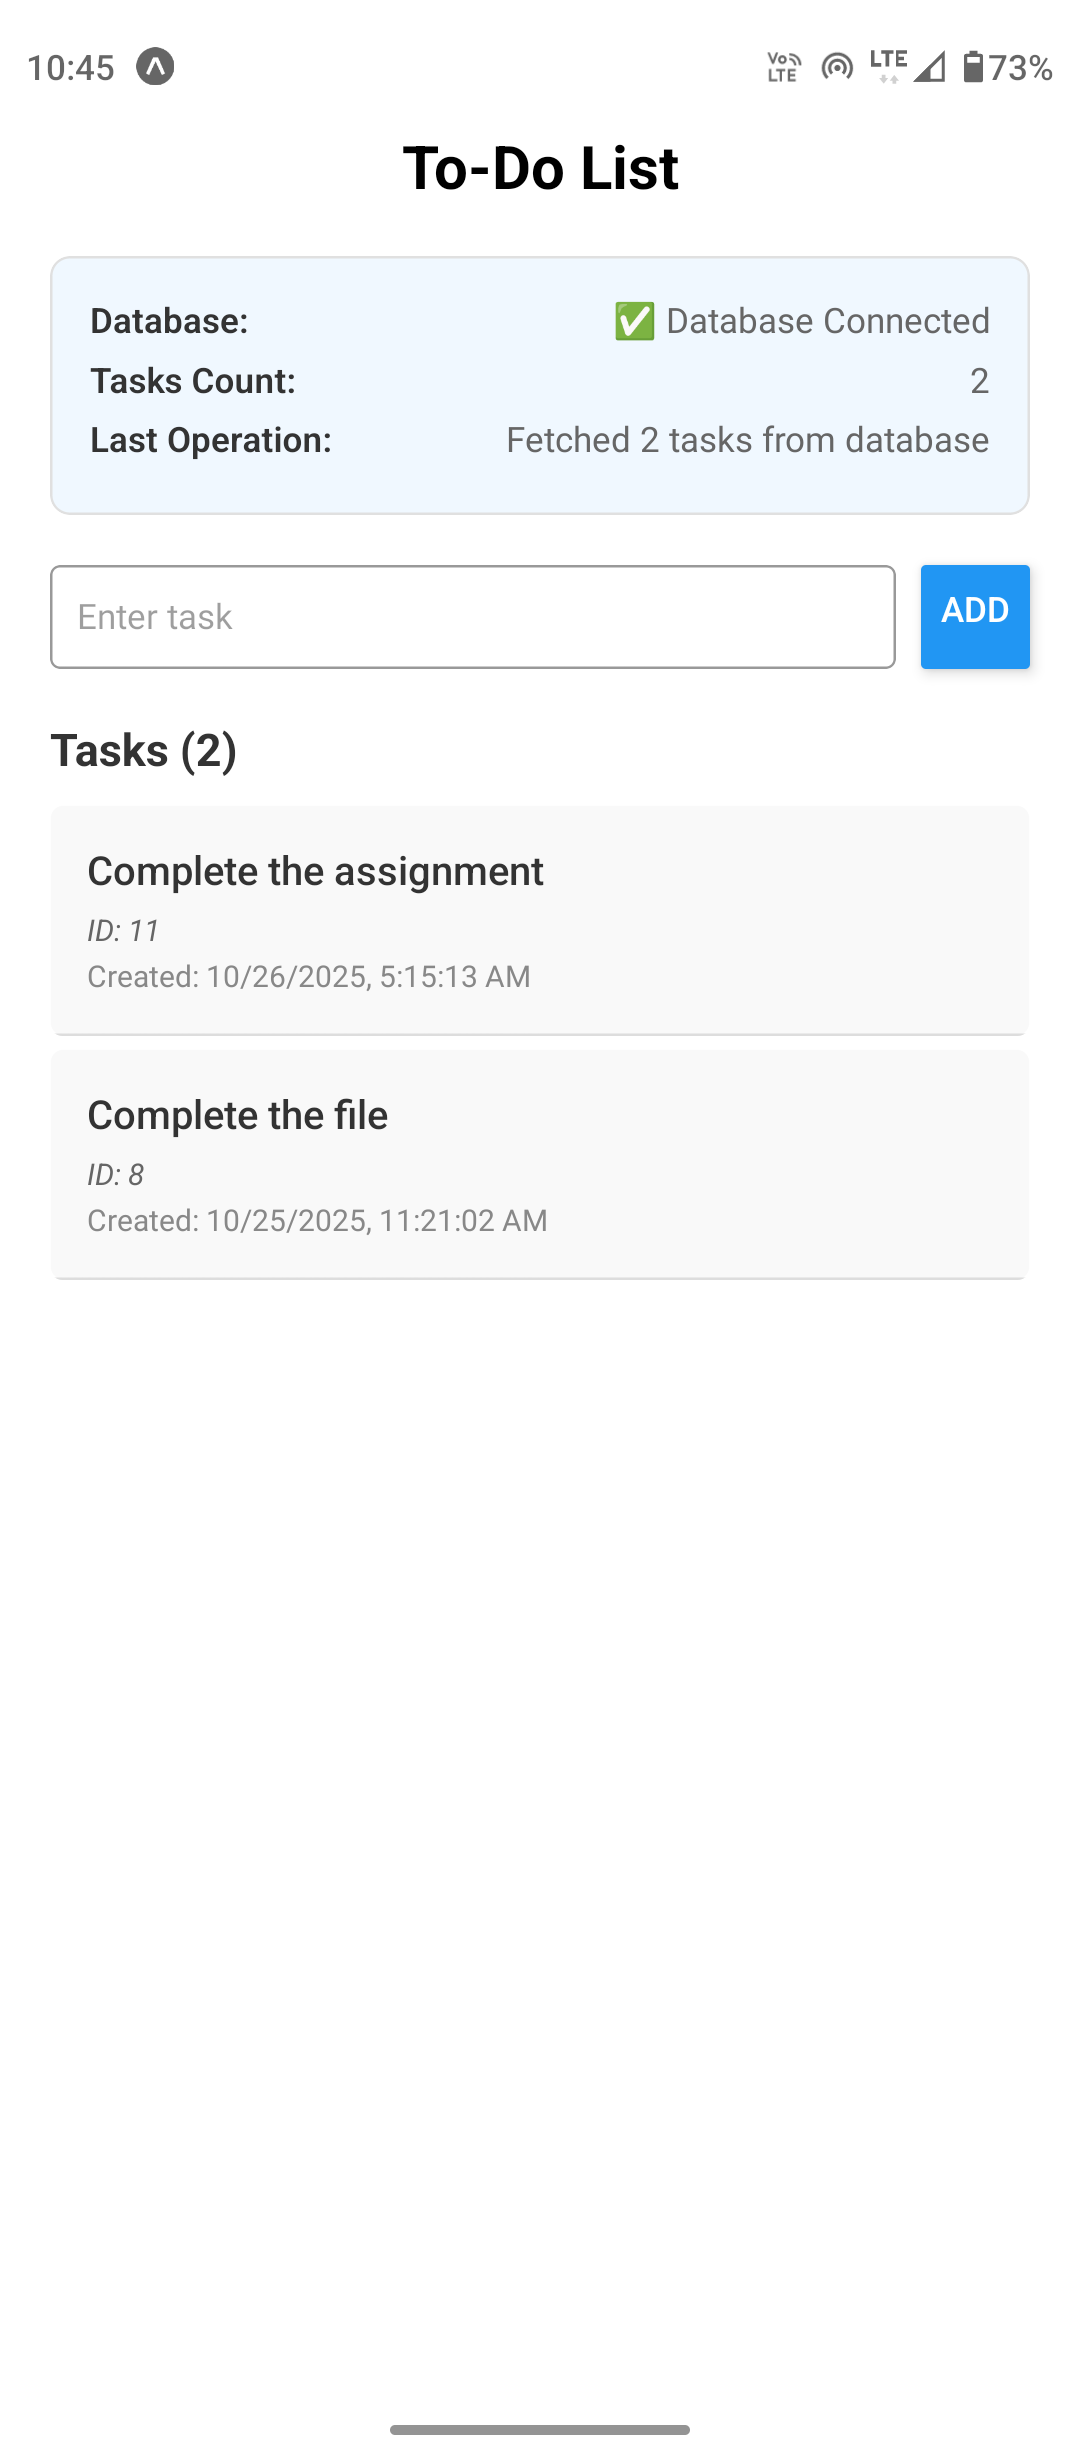 10:45 VoLTE LTE 73%
To-Do List
Database: ✅ Database Connected
Tasks Count: 2
Last Operation: Fetched 2 tasks from database
Enter task ADD
Tasks (2)
Complete the assignment
ID: 11
Created: 10/26/2025, 5:15:13 AM
Complete the file
ID: 8
Created: 10/25/2025, 11:21:02 AM